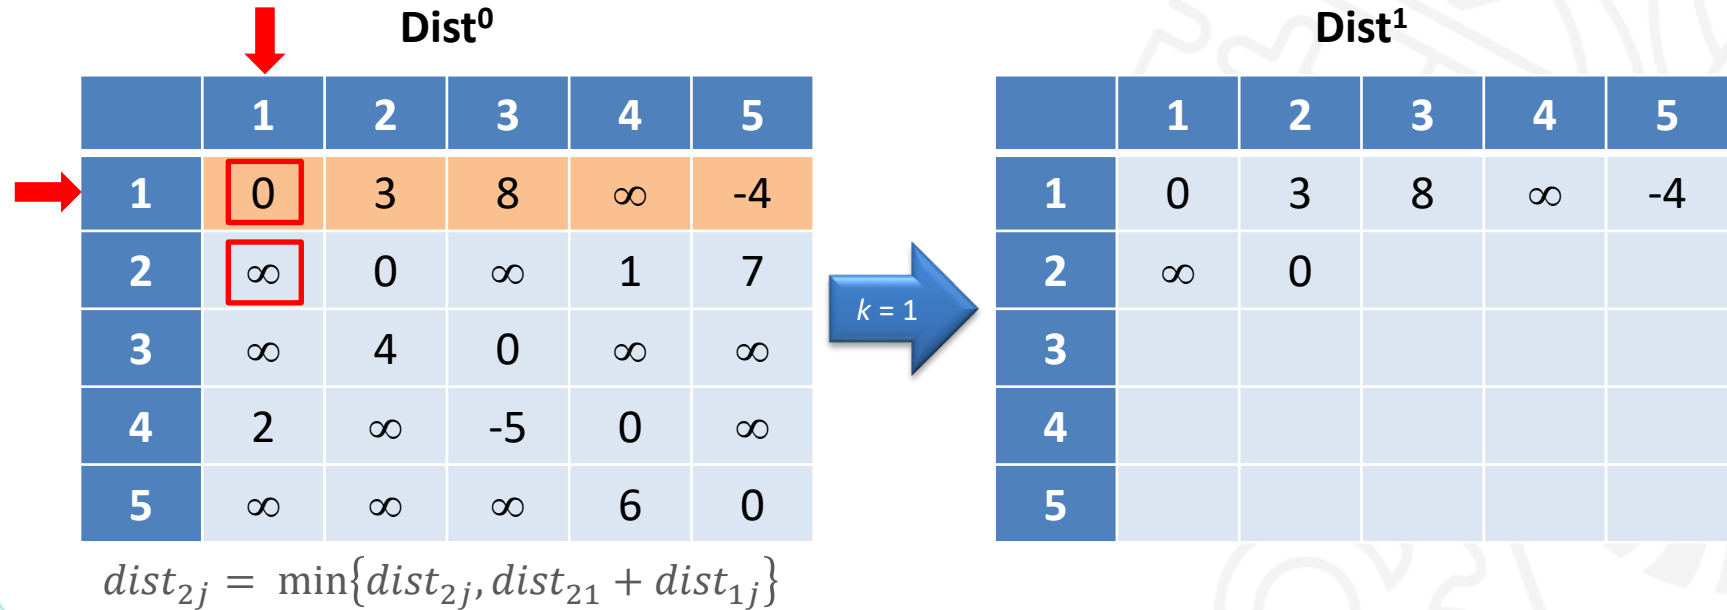 Dist⁰ Dist¹
1 2 3 4 5 1 2 3 4 5
1 0 3 8 ∞ -4 1 0 3 8 ∞ -4
2 ∞ 0 ∞ 1 7 2 ∞ 0
k = 1
3 ∞ 4 0 ∞ ∞ 3
4 2 ∞ -5 0 ∞ 4
5 ∞ ∞ ∞ 6 0 5
dist₂ⱼ = min{dist₂ⱼ, dist₂₁ + dist₁ⱼ}